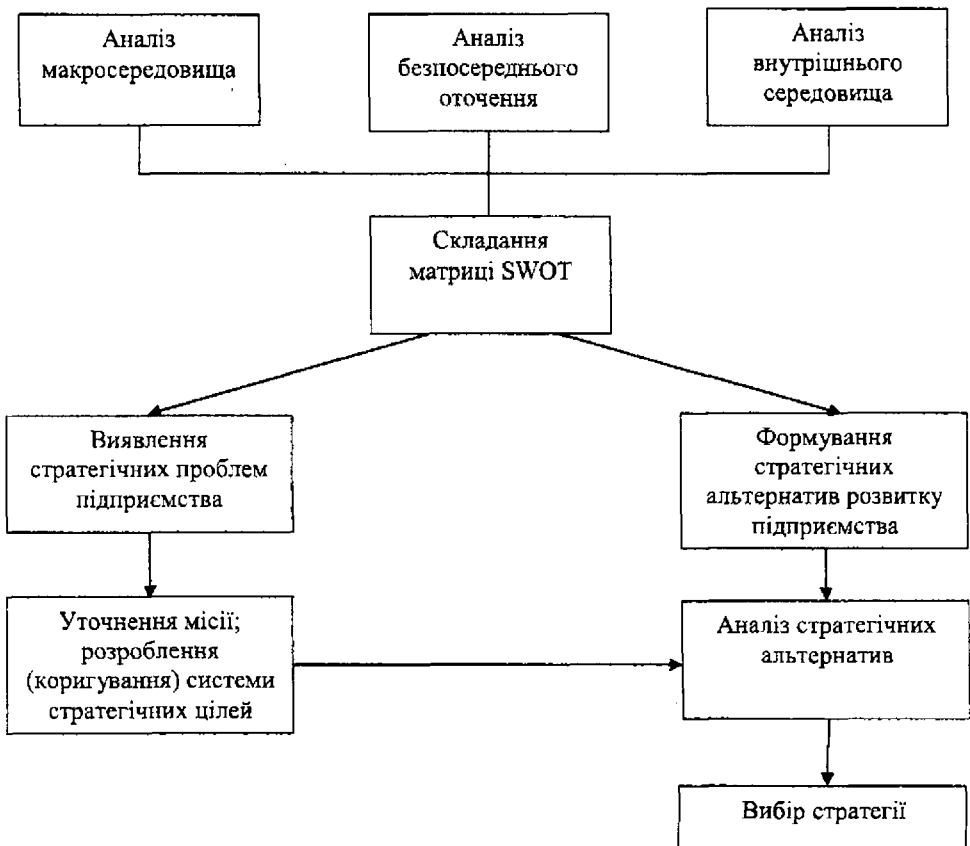 Аналіз
макросередовища
Аналіз
безпосереднього
оточення
Аналіз
внутрішнього
середовища
Складання
матриці SWOT
Виявлення
стратегічних проблем
підприємства
Формування
стратегічних
альтернатив розвитку
підприємства
Уточнення місії;
розроблення
(коригування) системи
стратегічних цілей
Аналіз стратегічних
альтернатив
Вибір стратегії